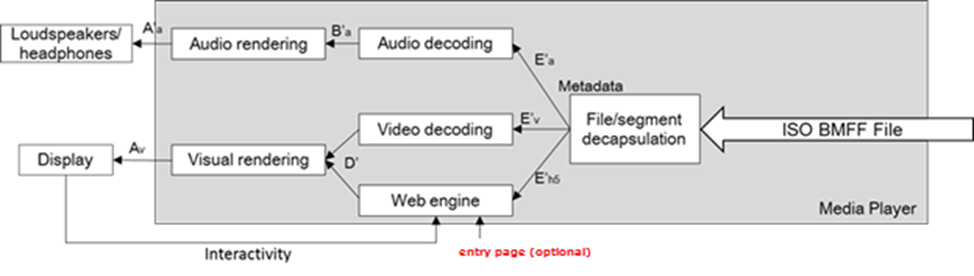 Loudspeakers/
headphones
A'a
Audio rendering
B'a
Audio decoding
E'a
Metadata
File/segment
decapsulation
ISO BMFF File
E'v
Video decoding
Display
Av
Visual rendering
D'
E'h5
Web engine
Media Player
Interactivity
entry page (optional)